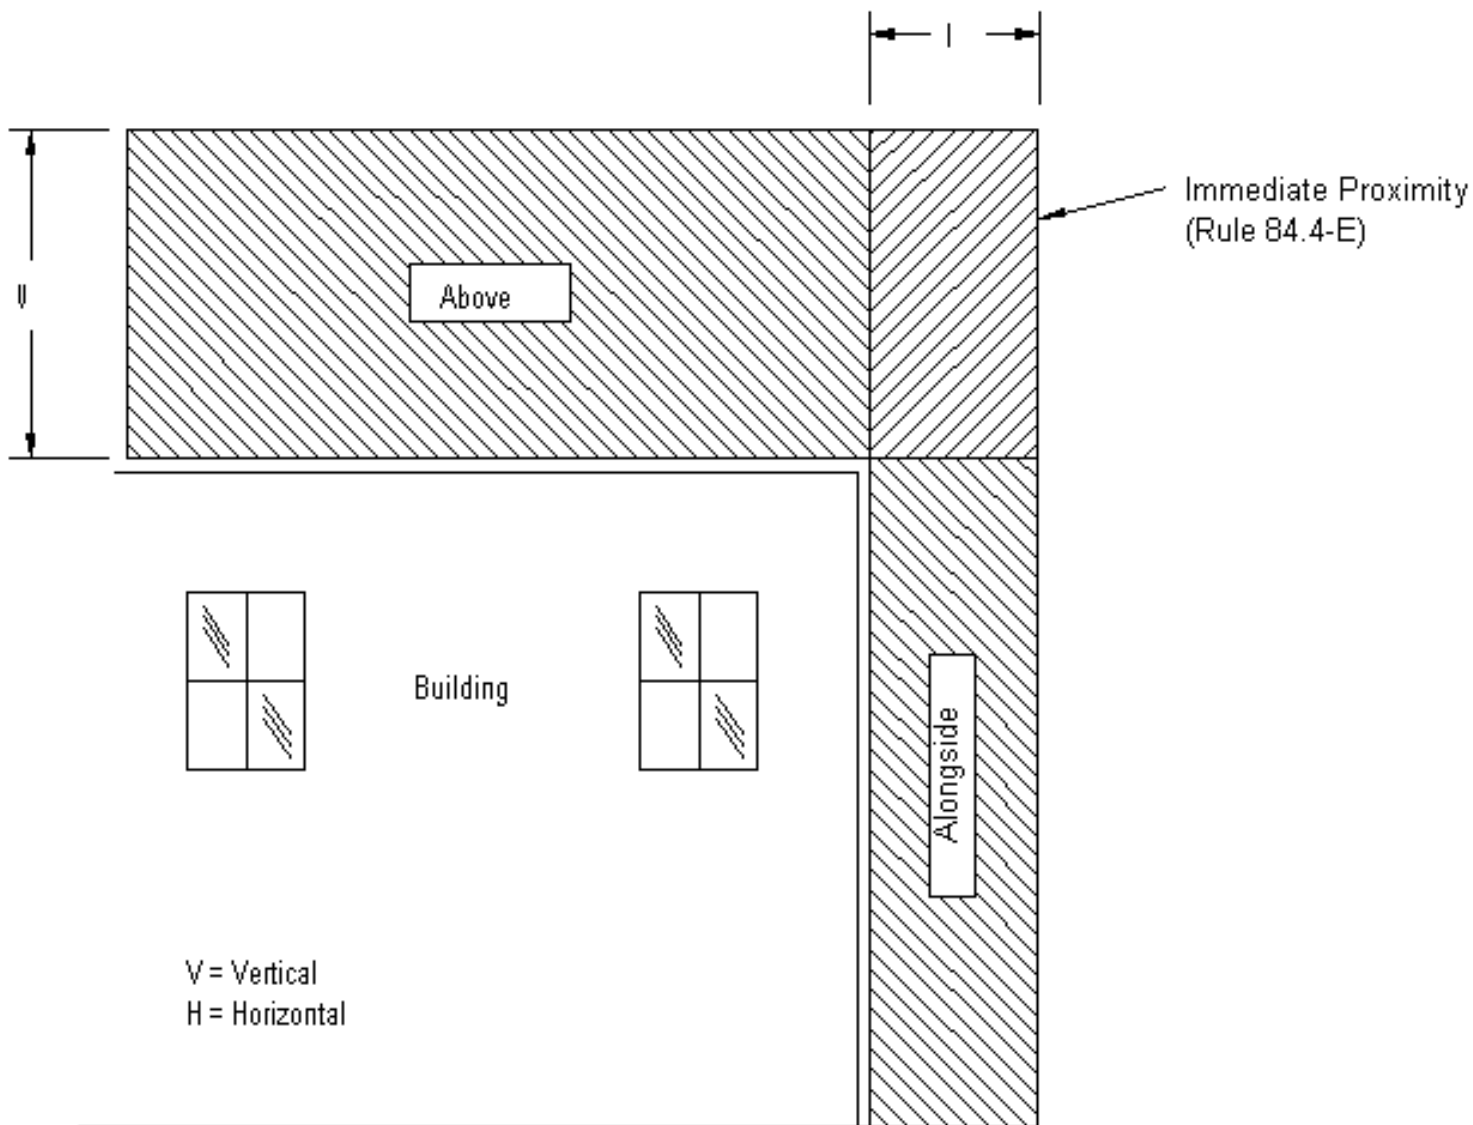 Immediate Proximity
(Rule 84.4-E)
Above
V
Building
Alongside
V = Vertical
H = Horizontal